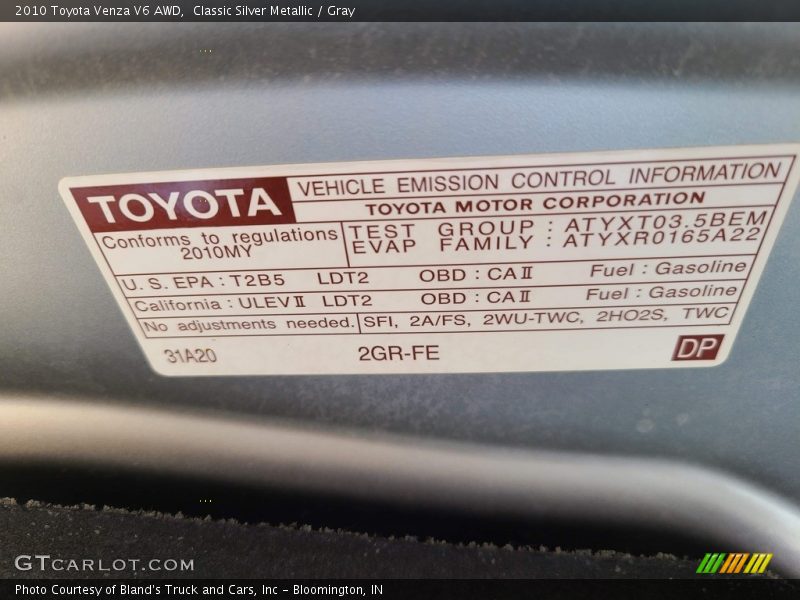 2010 Toyota Venza V6 AWD,  Classic Silver Metallic / Gray
TOYOTA
VEHICLE EMISSION CONTROL INFORMATION
TOYOTA MOTOR CORPORATION
Conforms to regulations
2010MY
TEST GROUP : ATYXT03.5BEM
EVAP FAMILY : ATYXR0165A22
U.S.EPA : T2B5 LDT2 OBD : CAⅡ Fuel : Gasoline
California : ULEVⅡ LDT2 OBD : CAⅡ Fuel : Gasoline
No adjustments needed. SFI, 2A/FS, 2WU-TWC, 2HO2S, TWC
31A20 2GR-FE DP
GTCARLOT.COM
Photo Courtesy of Bland's Truck and Cars, Inc - Bloomington, IN